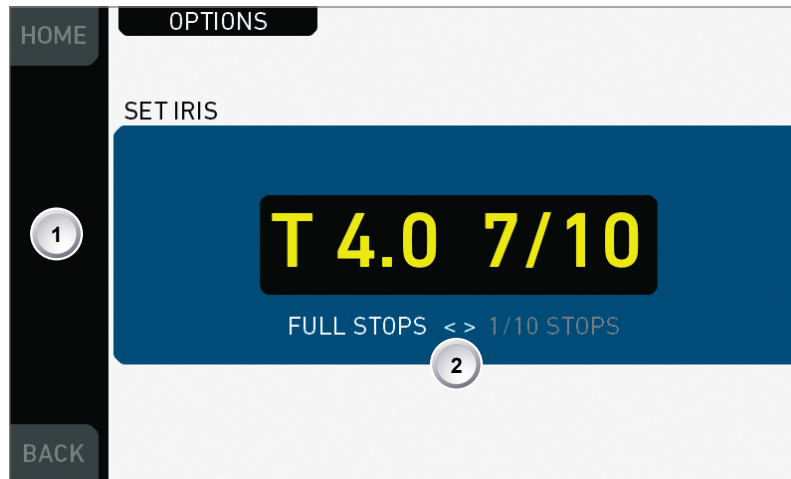 HOME
OPTIONS
SET IRIS
1
T 4.0 7/10
FULL STOPS < > 1/10 STOPS
2
BACK